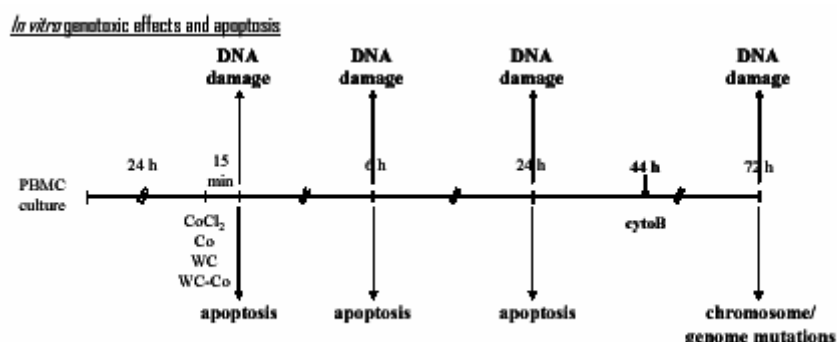 In vitro genotoxic effects and apoptosis
DNA damage
DNA damage
DNA damage
DNA damage
24 h
15 min
6 h
24 h
44 h
72 h
PBMC culture
CoCl₂
Co
WC
WC-Co
cytoB
apoptosis
apoptosis
apoptosis
chromosome/
genome mutations